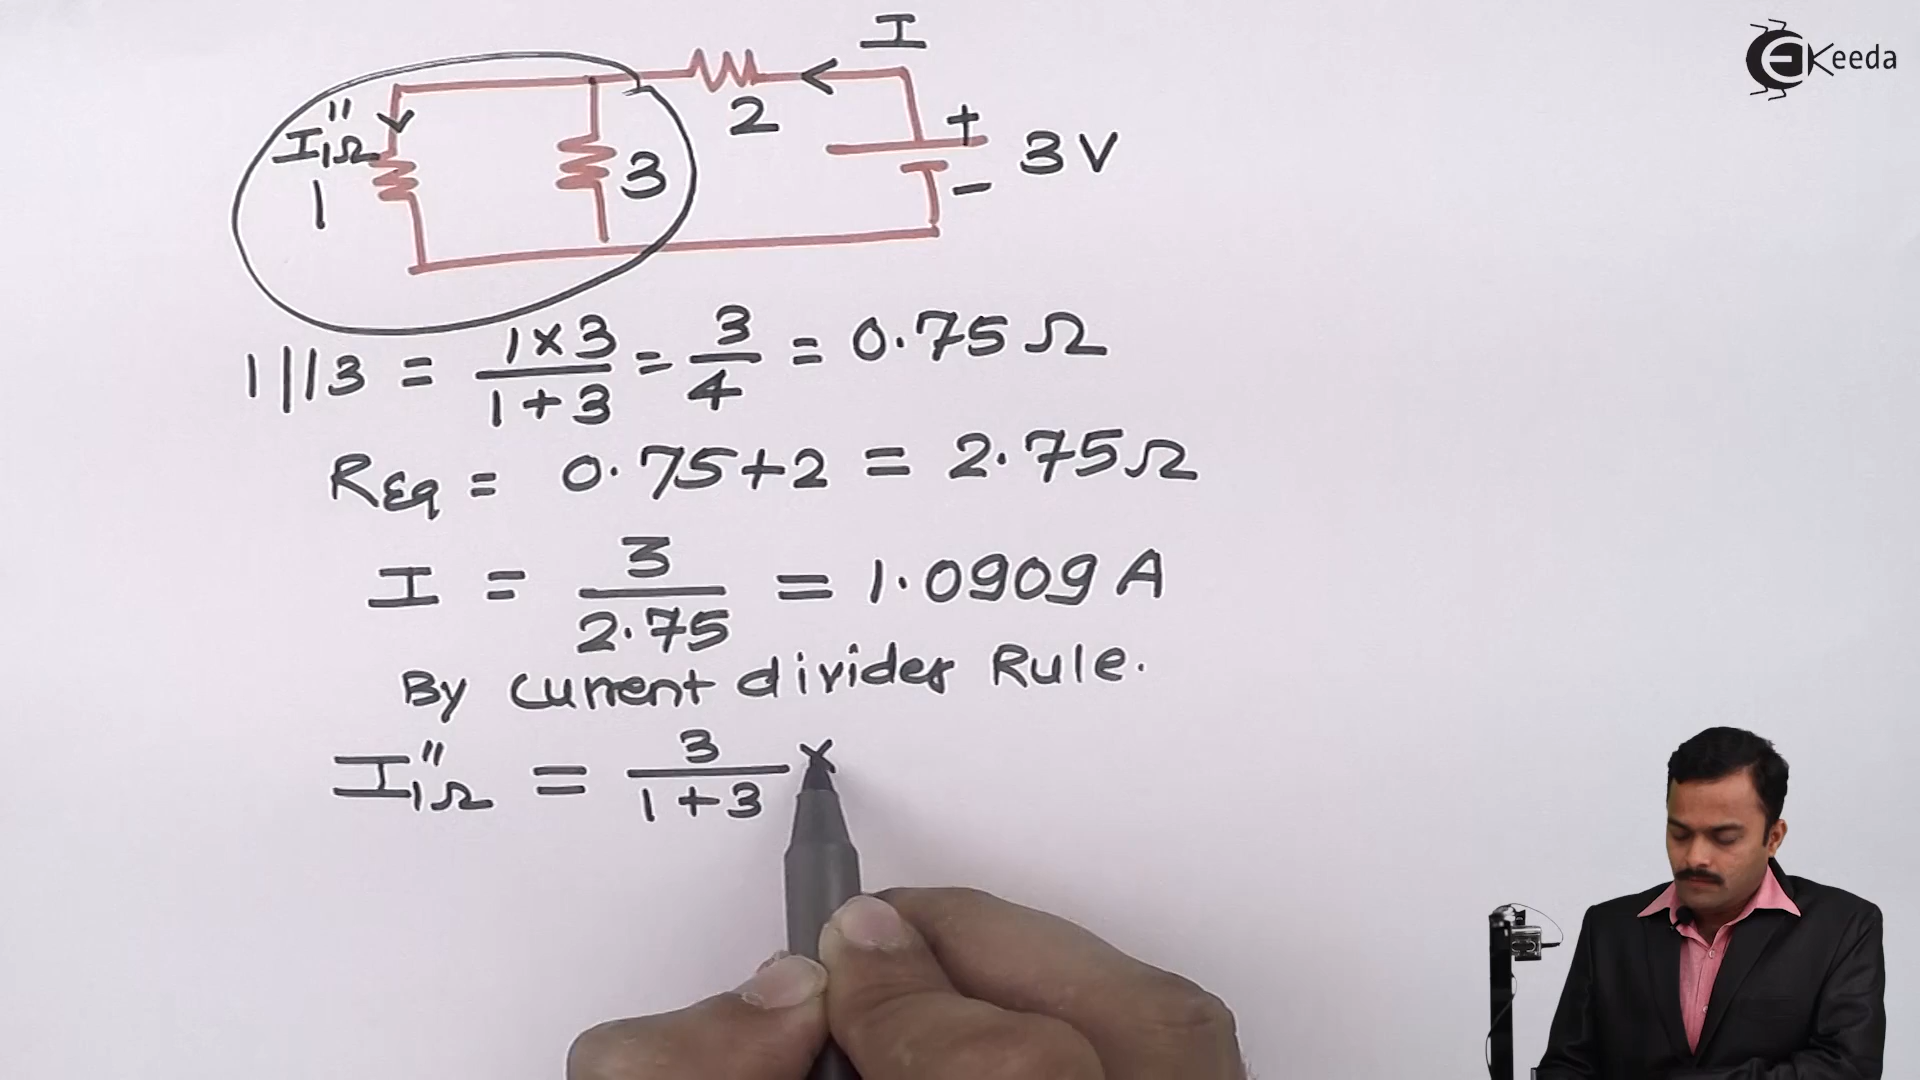 EKeeda
I
I"1Ω
1
3
2
+
-
3V
1||3 = 1×3/1+3 = 3/4 = 0.75 Ω
REq = 0.75+2 = 2.75Ω
I = 3/2.75 = 1.0909 A
By Current divider Rule.
I"1Ω = 3/1+3 ×